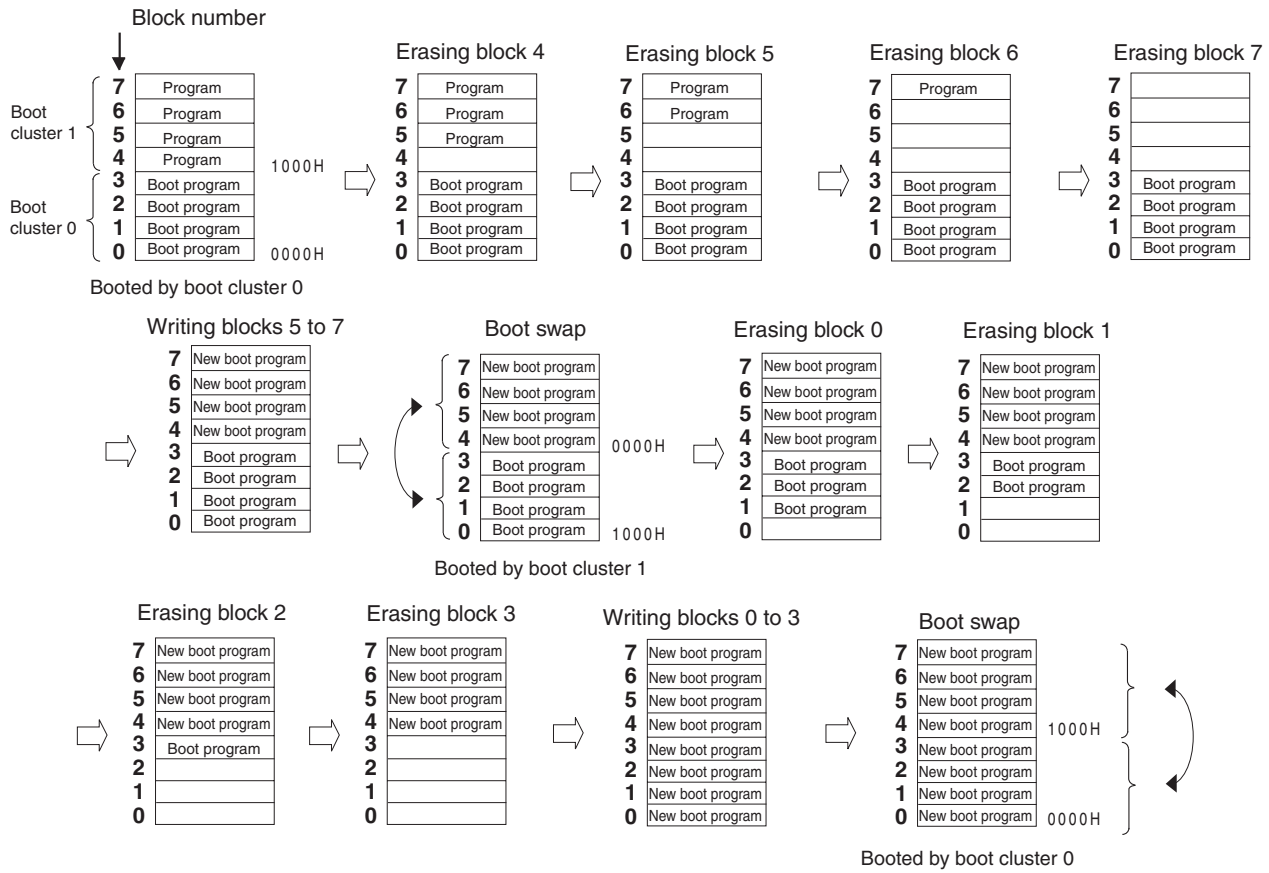 Block number
Erasing block 4
Erasing block 5
Erasing block 6
Erasing block 7
Boot
cluster 1
Boot
cluster 0
7 Program
6 Program
5 Program
4 Program
1000H
3 Boot program
2 Boot program
1 Boot program
0 Boot program
0000H
7 Program
6 Program
5 Program
4
3 Boot program
2 Boot program
1 Boot program
0 Boot program
7 Program
6 Program
5
4
3 Boot program
2 Boot program
1 Boot program
0 Boot program
7 Program
6
5
4
3 Boot program
2 Boot program
1 Boot program
0 Boot program
7
6
5
4
3 Boot program
2 Boot program
1 Boot program
0 Boot program
Booted by boot cluster 0
Writing blocks 5 to 7
7 New boot program
6 New boot program
5 New boot program
4 New boot program
3 Boot program
2 Boot program
1 Boot program
0 Boot program
Boot swap
7 New boot program
6 New boot program
5 New boot program
4 New boot program
0000H
3 Boot program
2 Boot program
1 Boot program
0 Boot program
1000H
Booted by boot cluster 1
Erasing block 0
7 New boot program
6 New boot program
5 New boot program
4 New boot program
3 Boot program
2 Boot program
1 Boot program
0
Erasing block 1
7 New boot program
6 New boot program
5 New boot program
4 New boot program
3 Boot program
2 Boot program
1
0
Erasing block 2
7 New boot program
6 New boot program
5 New boot program
4 New boot program
3 Boot program
2
1
0
Erasing block 3
7 New boot program
6 New boot program
5 New boot program
4 New boot program
3
2
1
0
Writing blocks 0 to 3
7 New boot program
6 New boot program
5 New boot program
4 New boot program
3 New boot program
2 New boot program
1 New boot program
0 New boot program
Boot swap
7 New boot program
6 New boot program
5 New boot program
4 New boot program
1000H
3 New boot program
2 New boot program
1 New boot program
0 New boot program
0000H
Booted by boot cluster 0